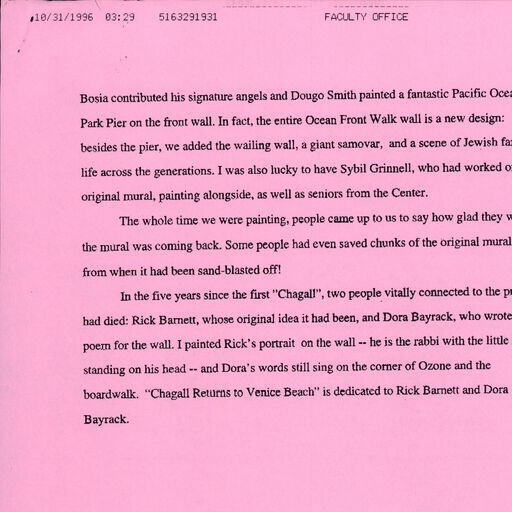 10/31/1996 03:29 5163291931 FACULTY OFFICE
Bosia contributed his signature angels and Dougo Smith painted a fantastic Pacific Ocea
Park Pier on the front wall. In fact, the entire Ocean Front Walk wall is a new design:
besides the pier, we added the wailing wall, a giant samovar, and a scene of Jewish fa
life across the generations. I was also lucky to have Sybil Grinnell, who had worked o
original mural, painting alongside, as well as seniors from the Center.
The whole time we were painting, people came up to us to say how glad they w
the mural was coming back. Some people had even saved chunks of the original mural
from when it had been sand-blasted off!
In the five years since the first "Chagall", two people vitally connected to the pr
had died: Rick Barnett, whose original idea it had been, and Dora Bayrack, who wrote
poem for the wall. I painted Rick's portrait on the wall -- he is the rabbi with the little
standing on his head -- and Dora's words still sing on the corner of Ozone and the
boardwalk. "Chagall Returns to Venice Beach" is dedicated to Rick Barnett and Dora
Bayrack.